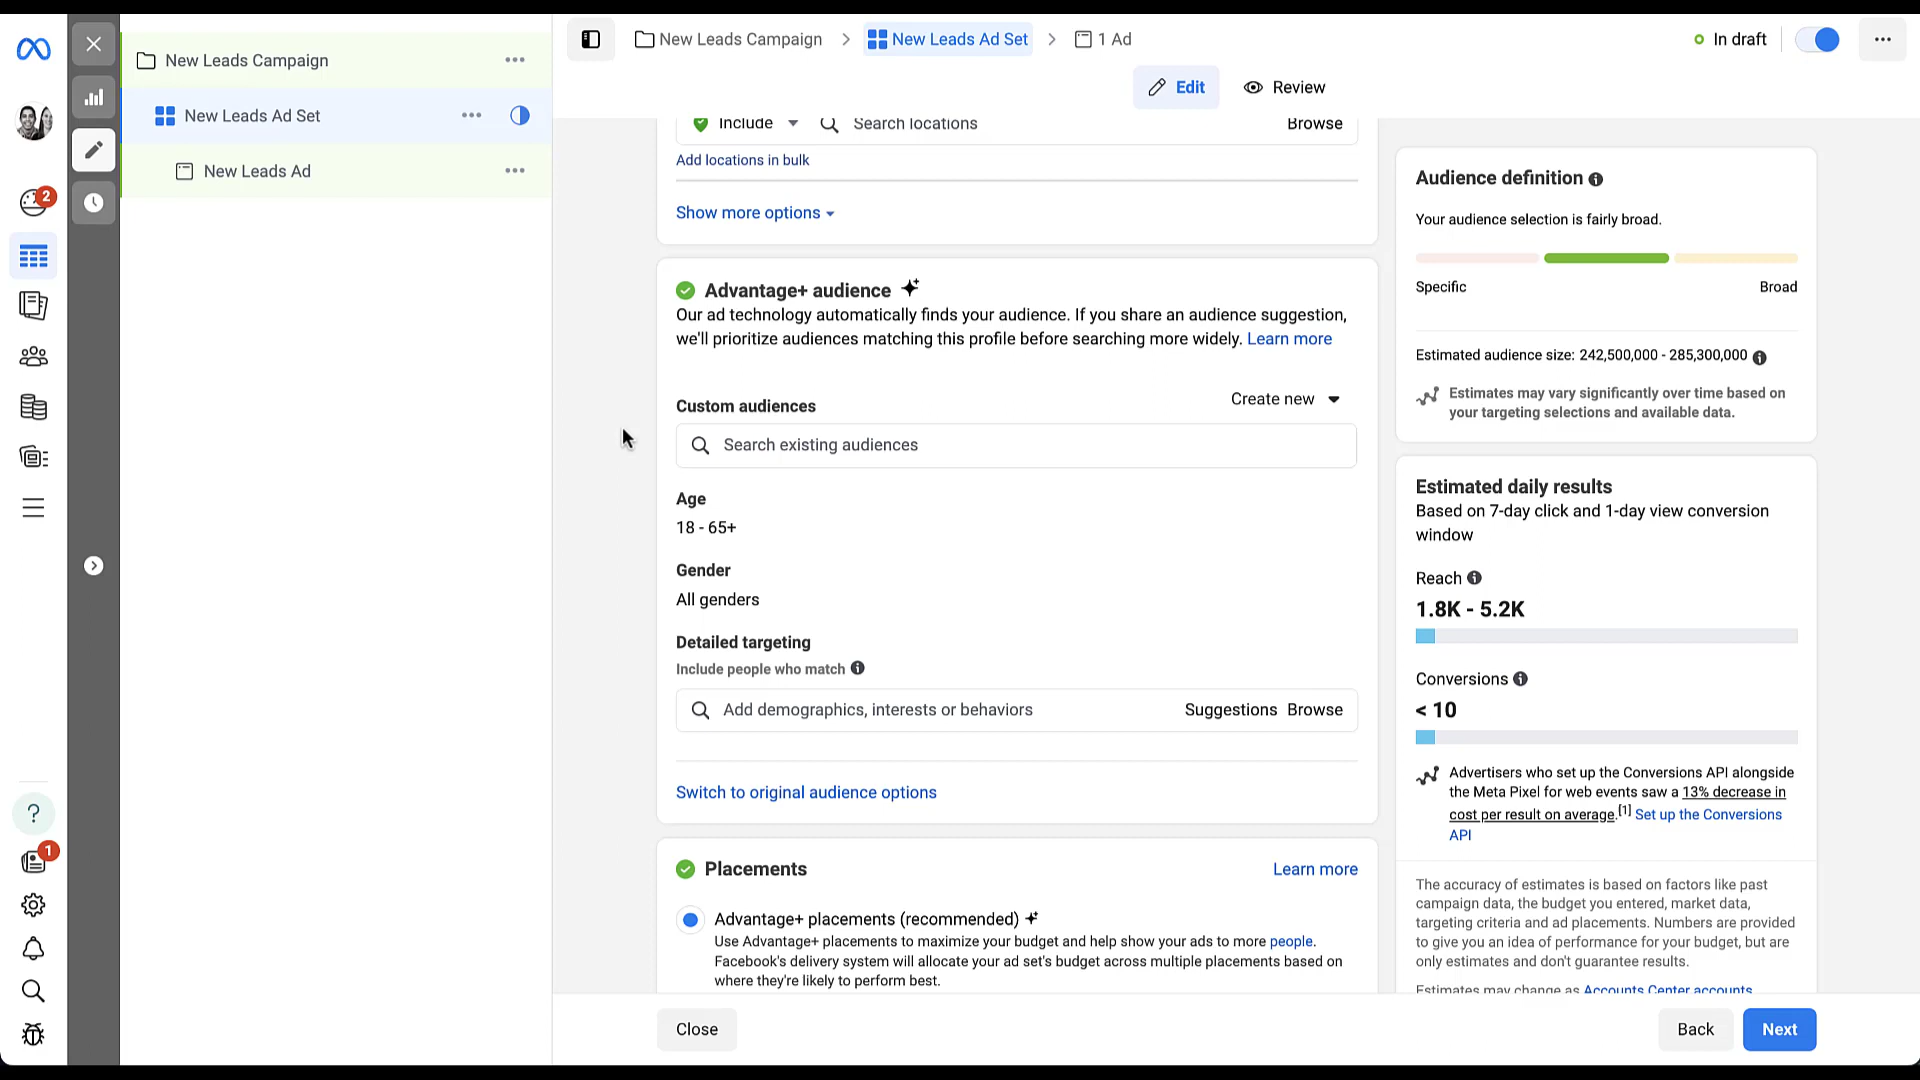 New Leads Campaign
New Leads Ad Set
New Leads Ad
2
1
?
New Leads Campaign
New Leads Ad Set
1 Ad
In draft
Edit
Review
Include
Search locations
Browse
Add locations in bulk
Show more options
Advantage+ audience
Our ad technology automatically finds your audience. If you share an audience suggestion,
we'll prioritize audiences matching this profile before searching more widely. Learn more
Custom audiences
Create new
Search existing audiences
Age
18 - 65+
Gender
All genders
Detailed targeting
Include people who match
Add demographics, interests or behaviors
Suggestions
Browse
Switch to original audience options
Placements
Learn more
Advantage+ placements (recommended)
Use Advantage+ placements to maximize your budget and help show your ads to more people.
Facebook's delivery system will allocate your ad set's budget across multiple placements based on
where they're likely to perform best.
Audience definition
Your audience selection is fairly broad.
Specific
Broad
Estimated audience size: 242,500,000 - 285,300,000
Estimates may vary significantly over time based on
your targeting selections and available data.
Estimated daily results
Based on 7-day click and 1-day view conversion
window
Reach
1.8K - 5.2K
Conversions
< 10
Advertisers who set up the Conversions API alongside
the Meta Pixel for web events saw a 13% decrease in
cost per result on average.[1] Set up the Conversions
API
The accuracy of estimates is based on factors like past
campaign data, the budget you entered, market data,
targeting criteria and ad placements. Numbers are provided
to give you an idea of performance for your budget, but are
only estimates and don't guarantee results.
Estimates may change as Accounts Center accounts
Close
Back
Next